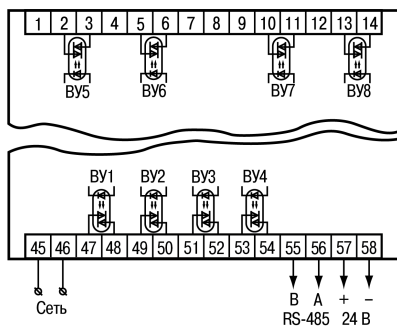 1 2 3 4 5 6 7 8 9 10 11 12 13 14
ВУ5 ВУ6 ВУ7 ВУ8
ВУ1 ВУ2 ВУ3 ВУ4
45 46 47 48 49 50 51 52 53 54 55 56 57 58
Сеть
B A + −
RS-485 24 В